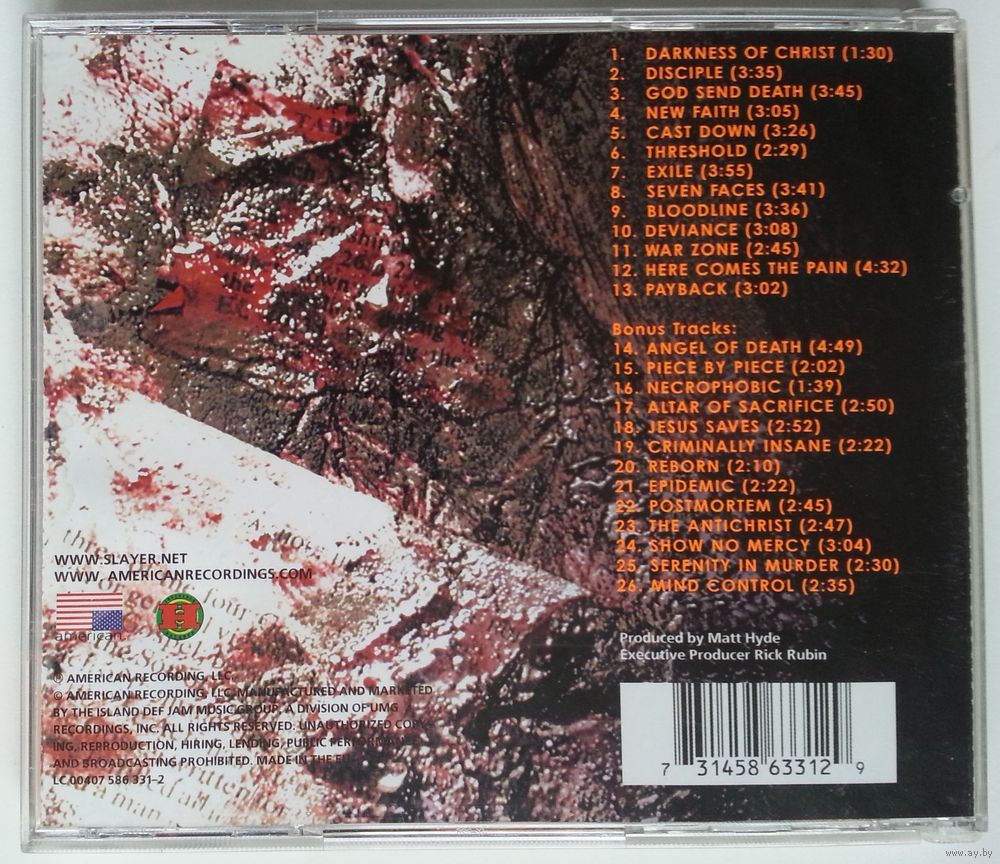 1. DARKNESS OF CHRIST (1:30)
2. DISCIPLE (3:35)
3. GOD SEND DEATH (3:45)
4. NEW FAITH (3:05)
5. CAST DOWN (3:26)
6. THRESHOLD (2:29)
7. EXILE (3:55)
8. SEVEN FACES (3:41)
9. BLOODLINE (3:36)
10. DEVIANCE (3:08)
11. WAR ZONE (2:45)
12. HERE COMES THE PAIN (4:32)
13. PAYBACK (3:02)
Bonus Tracks:
14. ANGEL OF DEATH (4:49)
15. PIECE BY PIECE (2:02)
16. NECROPHOBIC (1:39)
17. ALTAR OF SACRIFICE (2:50)
18. JESUS SAVES (2:52)
19. CRIMINALLY INSANE (2:22)
20. REBORN (2:10)
21. EPIDEMIC (2:22)
22. POSTMORTEM (2:45)
23. THE ANTICHRIST (2:47)
24. SHOW NO MERCY (3:04)
25. SERENITY IN MURDER (2:30)
26. MIND CONTROL (2:35)
WWW.SLAYER.NET
WWW. AMERICANRECORDINGS.COM
american
Produced by Matt Hyde
Executive Producer Rick Rubin
℗ AMERICAN RECORDING, LLC.
© AMERICAN RECORDING, LLC. MANUFACTURED AND MARKETED
BY THE ISLAND DEF JAM MUSIC GROUP, A DIVISION OF UMG
RECORDINGS, INC. ALL RIGHTS RESERVED. UNAUTHORIZED COPY-
ING, REPRODUCTION, HIRING, LENDING, PUBLIC PERFORMANCE
AND BROADCASTING PROHIBITED. MADE IN THE EU
LC 00407 586 331-2
7 31458 63312 9
www.ay.by